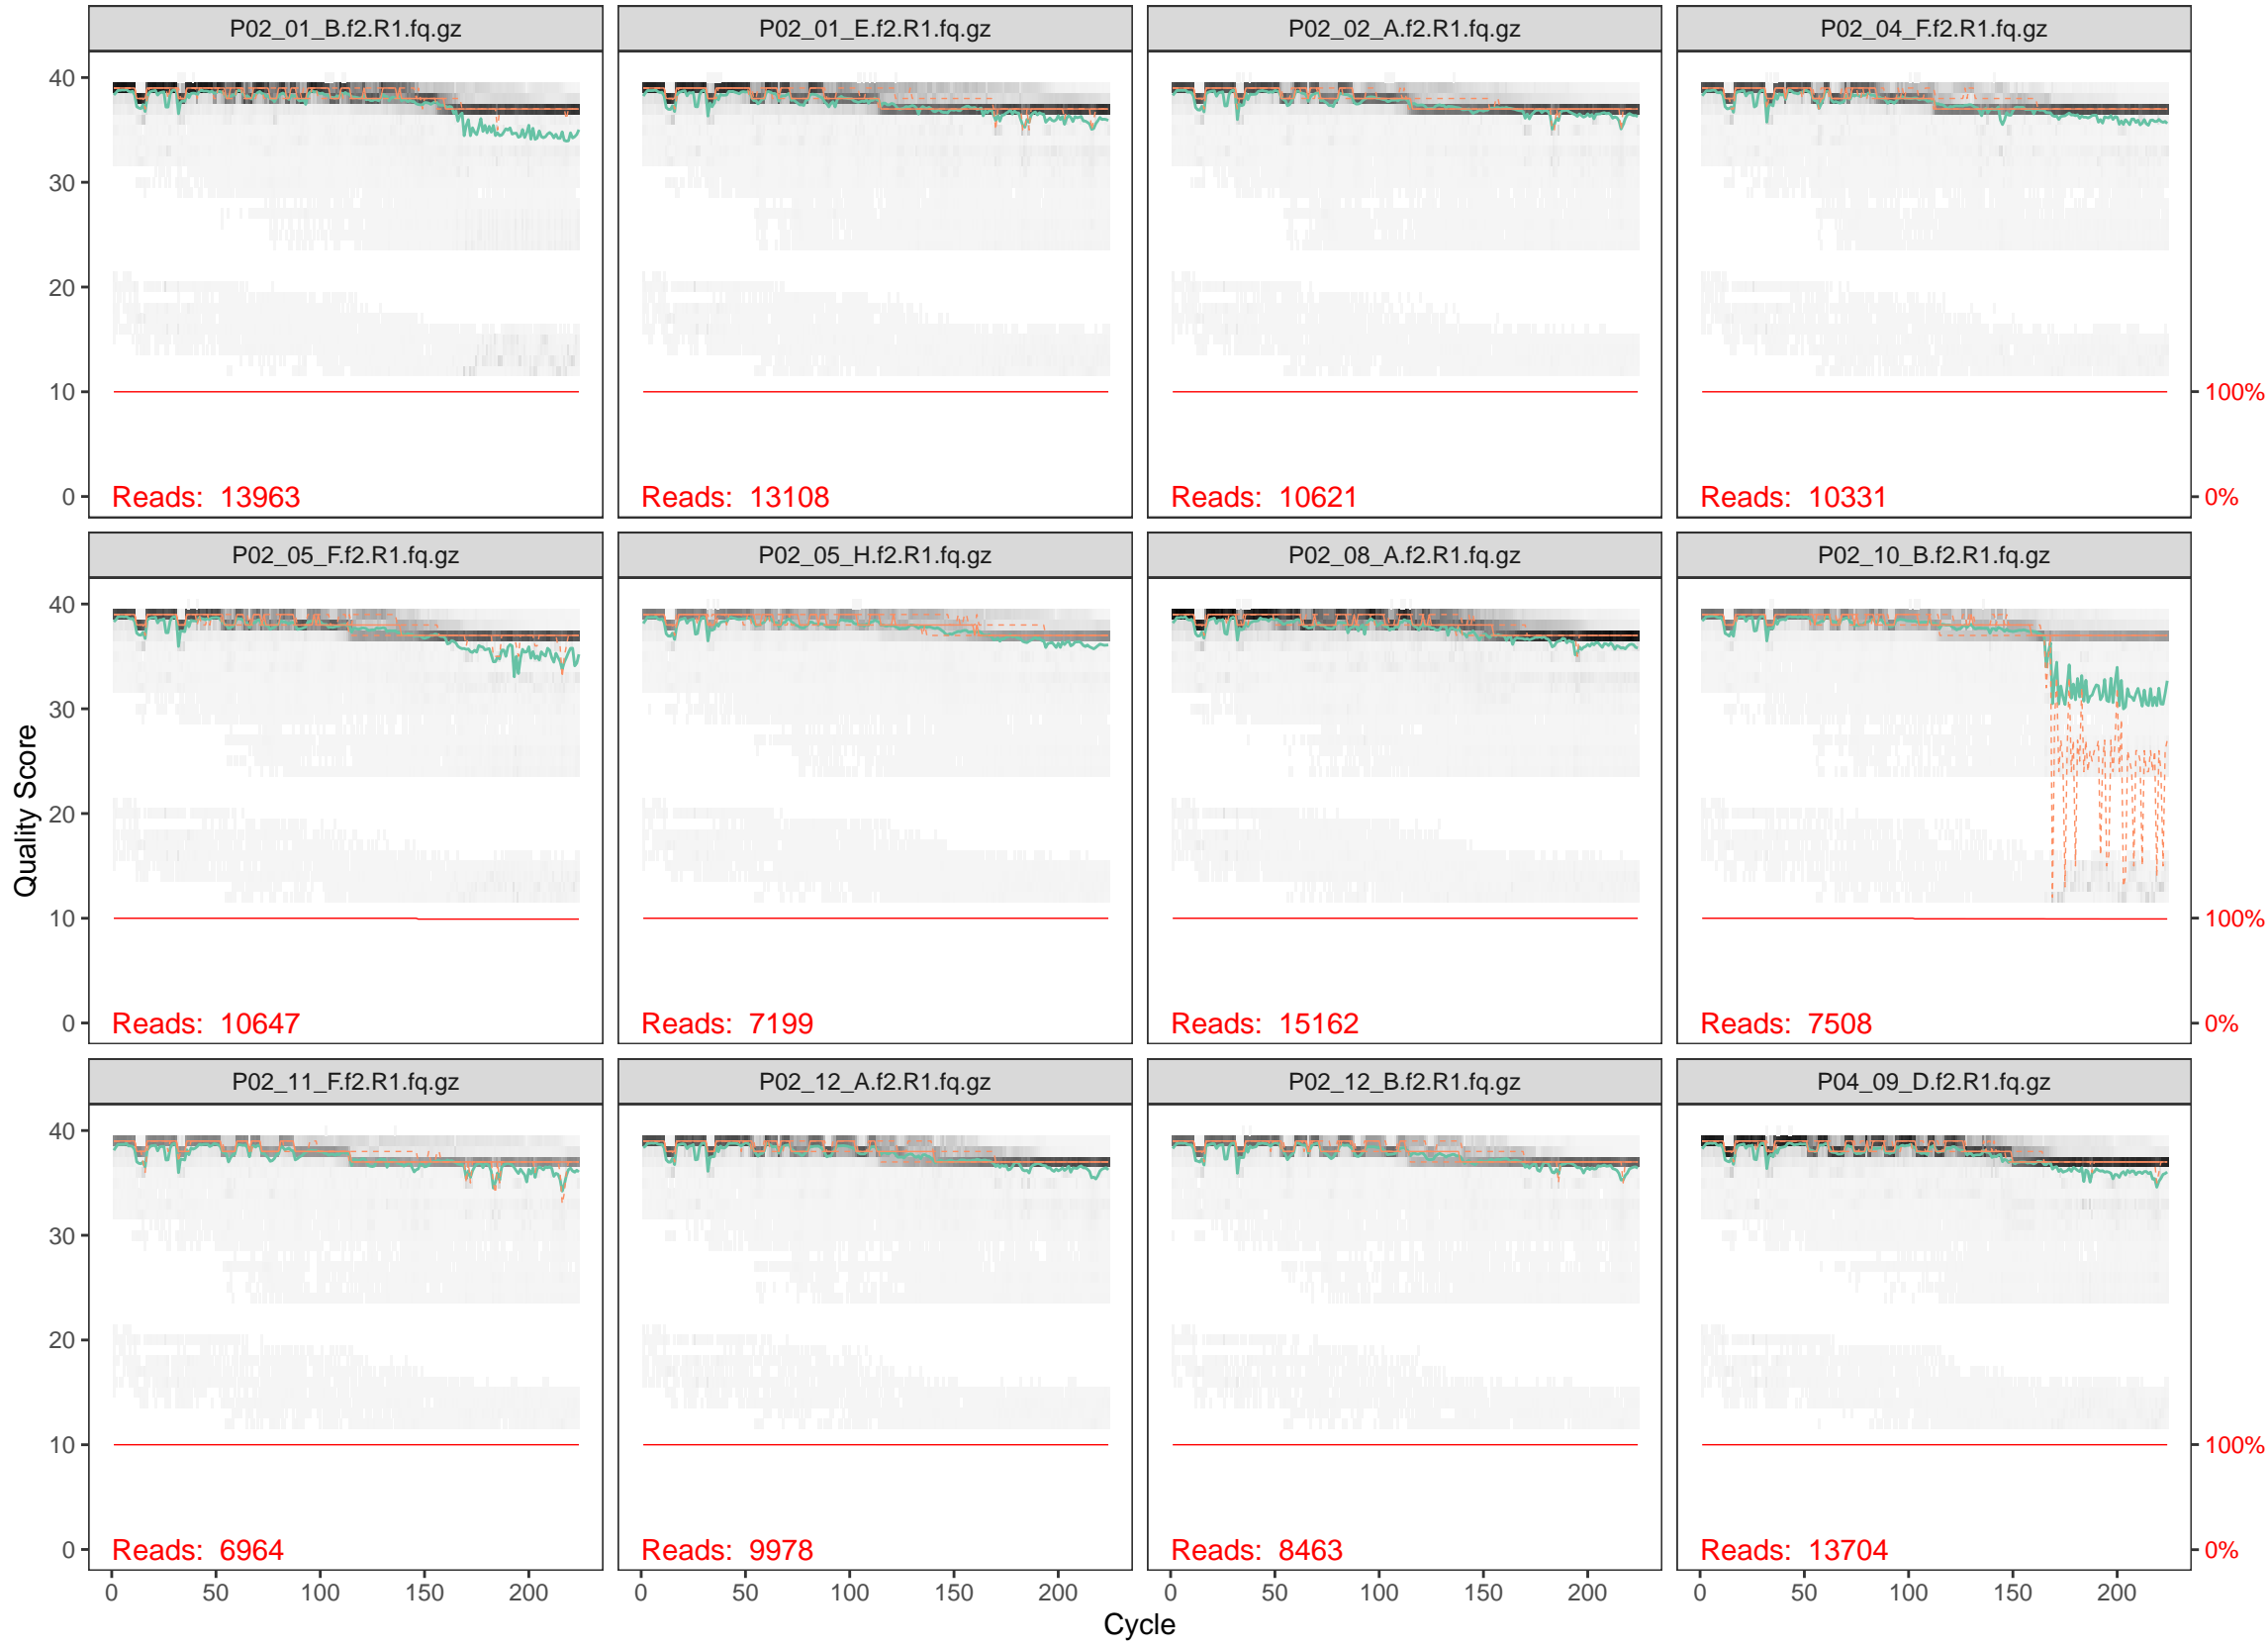 P02_01_B.f2.R1.fq.gz P02_01_E.f2.R1.fq.gz P02_02_A.f2.R1.fq.gz P02_04_F.f2.R1.fq.gz
40
30
20
10 100%
0 Reads: 13963 Reads: 13108 Reads: 10621 Reads: 10331 0%
P02_05_F.f2.R1.fq.gz P02_05_H.f2.R1.fq.gz P02_08_A.f2.R1.fq.gz P02_10_B.f2.R1.fq.gz
40
30
Quality Score
20
10 100%
0 Reads: 10647 Reads: 7199 Reads: 15162 Reads: 7508 0%
P02_11_F.f2.R1.fq.gz P02_12_A.f2.R1.fq.gz P02_12_B.f2.R1.fq.gz P04_09_D.f2.R1.fq.gz
40
30
20
10 100%
0 Reads: 6964 Reads: 9978 Reads: 8463 Reads: 13704 0%
0 50 100 150 200 0 50 100 150 200 0 50 100 150 200 0 50 100 150 200
Cycle